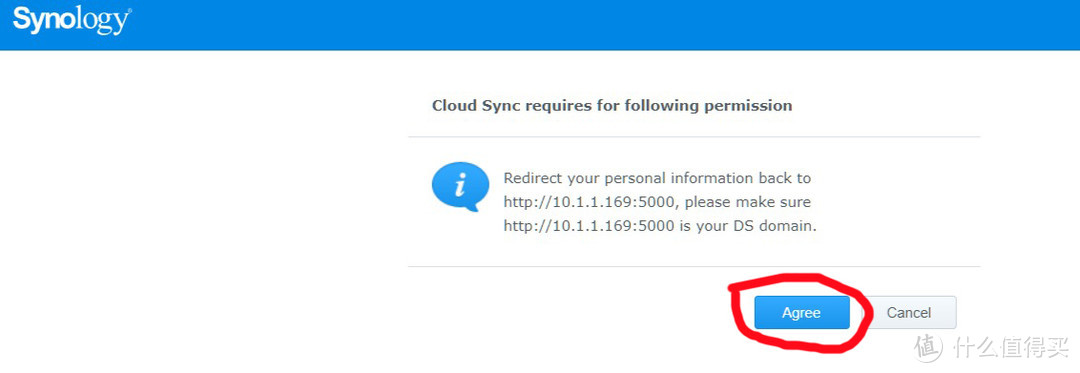 Synology
Cloud Sync requires for following permission
Redirect your personal information back to
http://10.1.1.169:5000, please make sure
http://10.1.1.169:5000 is your DS domain.
Agree
Cancel
值 什么值得买